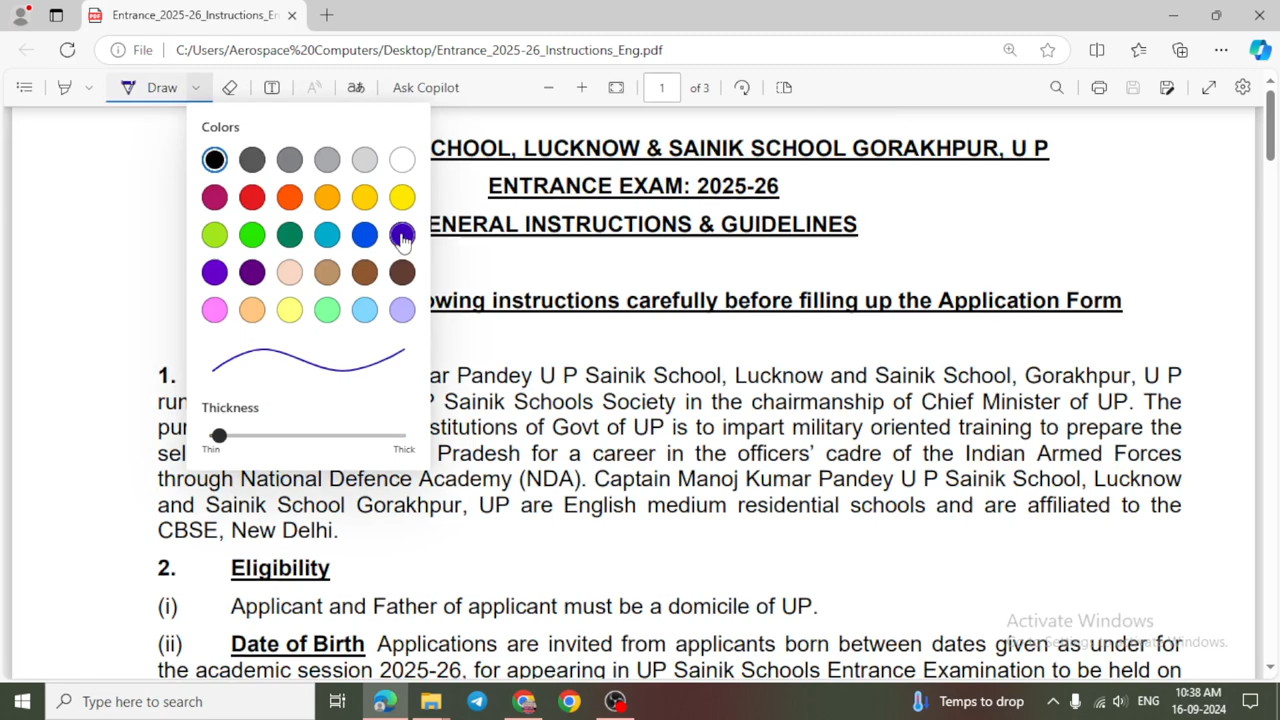 Entrance_2025-26_Instructions_En
File
C:/Users/Aerospace%20Computers/Desktop/Entrance_2025-26_Instructions_Eng.pdf
Draw
Ask Copilot
1 of 3
Colors
Thickness
Thin
Thick
CHOOL, LUCKNOW & SAINIK SCHOOL GORAKHPUR, U P
ENTRANCE EXAM: 2025-26
ENERAL INSTRUCTIONS & GUIDELINES
owing instructions carefully before filling up the Application Form
1. ar Pandey U P Sainik School, Lucknow and Sainik School, Gorakhpur, U P
run P Sainik Schools Society in the chairmanship of Chief Minister of UP. The
pur stitutions of Govt of UP is to impart military oriented training to prepare the
sel Pradesh for a career in the officers' cadre of the Indian Armed Forces
through National Defence Academy (NDA). Captain Manoj Kumar Pandey U P Sainik School, Lucknow
and Sainik School Gorakhpur, UP are English medium residential schools and are affiliated to the
CBSE, New Delhi.
2. Eligibility
(i) Applicant and Father of applicant must be a domicile of UP.
(ii) Date of Birth Applications are invited from applicants born between dates given as under for
the academic session 2025-26, for appearing in UP Sainik Schools Entrance Examination to be held on
Activate Windows
Go to Settings to activate Windows.
Type here to search
Temps to drop
ENG
10:38 AM
16-09-2024